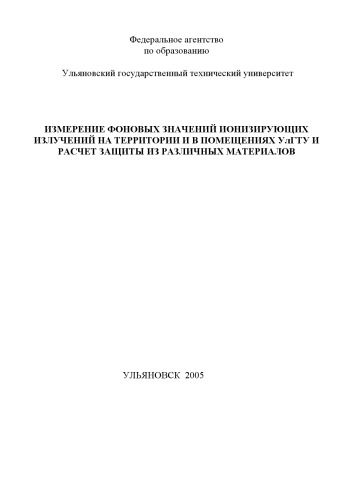 Федеральное агентство
по образованию
Ульяновский государственный технический университет
ИЗМЕРЕНИЕ ФОНОВЫХ ЗНАЧЕНИЙ ИОНИЗИРУЮЩИХ
ИЗЛУЧЕНИЙ НА ТЕРРИТОРИИ И В ПОМЕЩЕНИЯХ УлГТУ И
РАСЧЕТ ЗАЩИТЫ ИЗ РАЗЛИЧНЫХ МАТЕРИАЛОВ
УЛЬЯНОВСК 2005